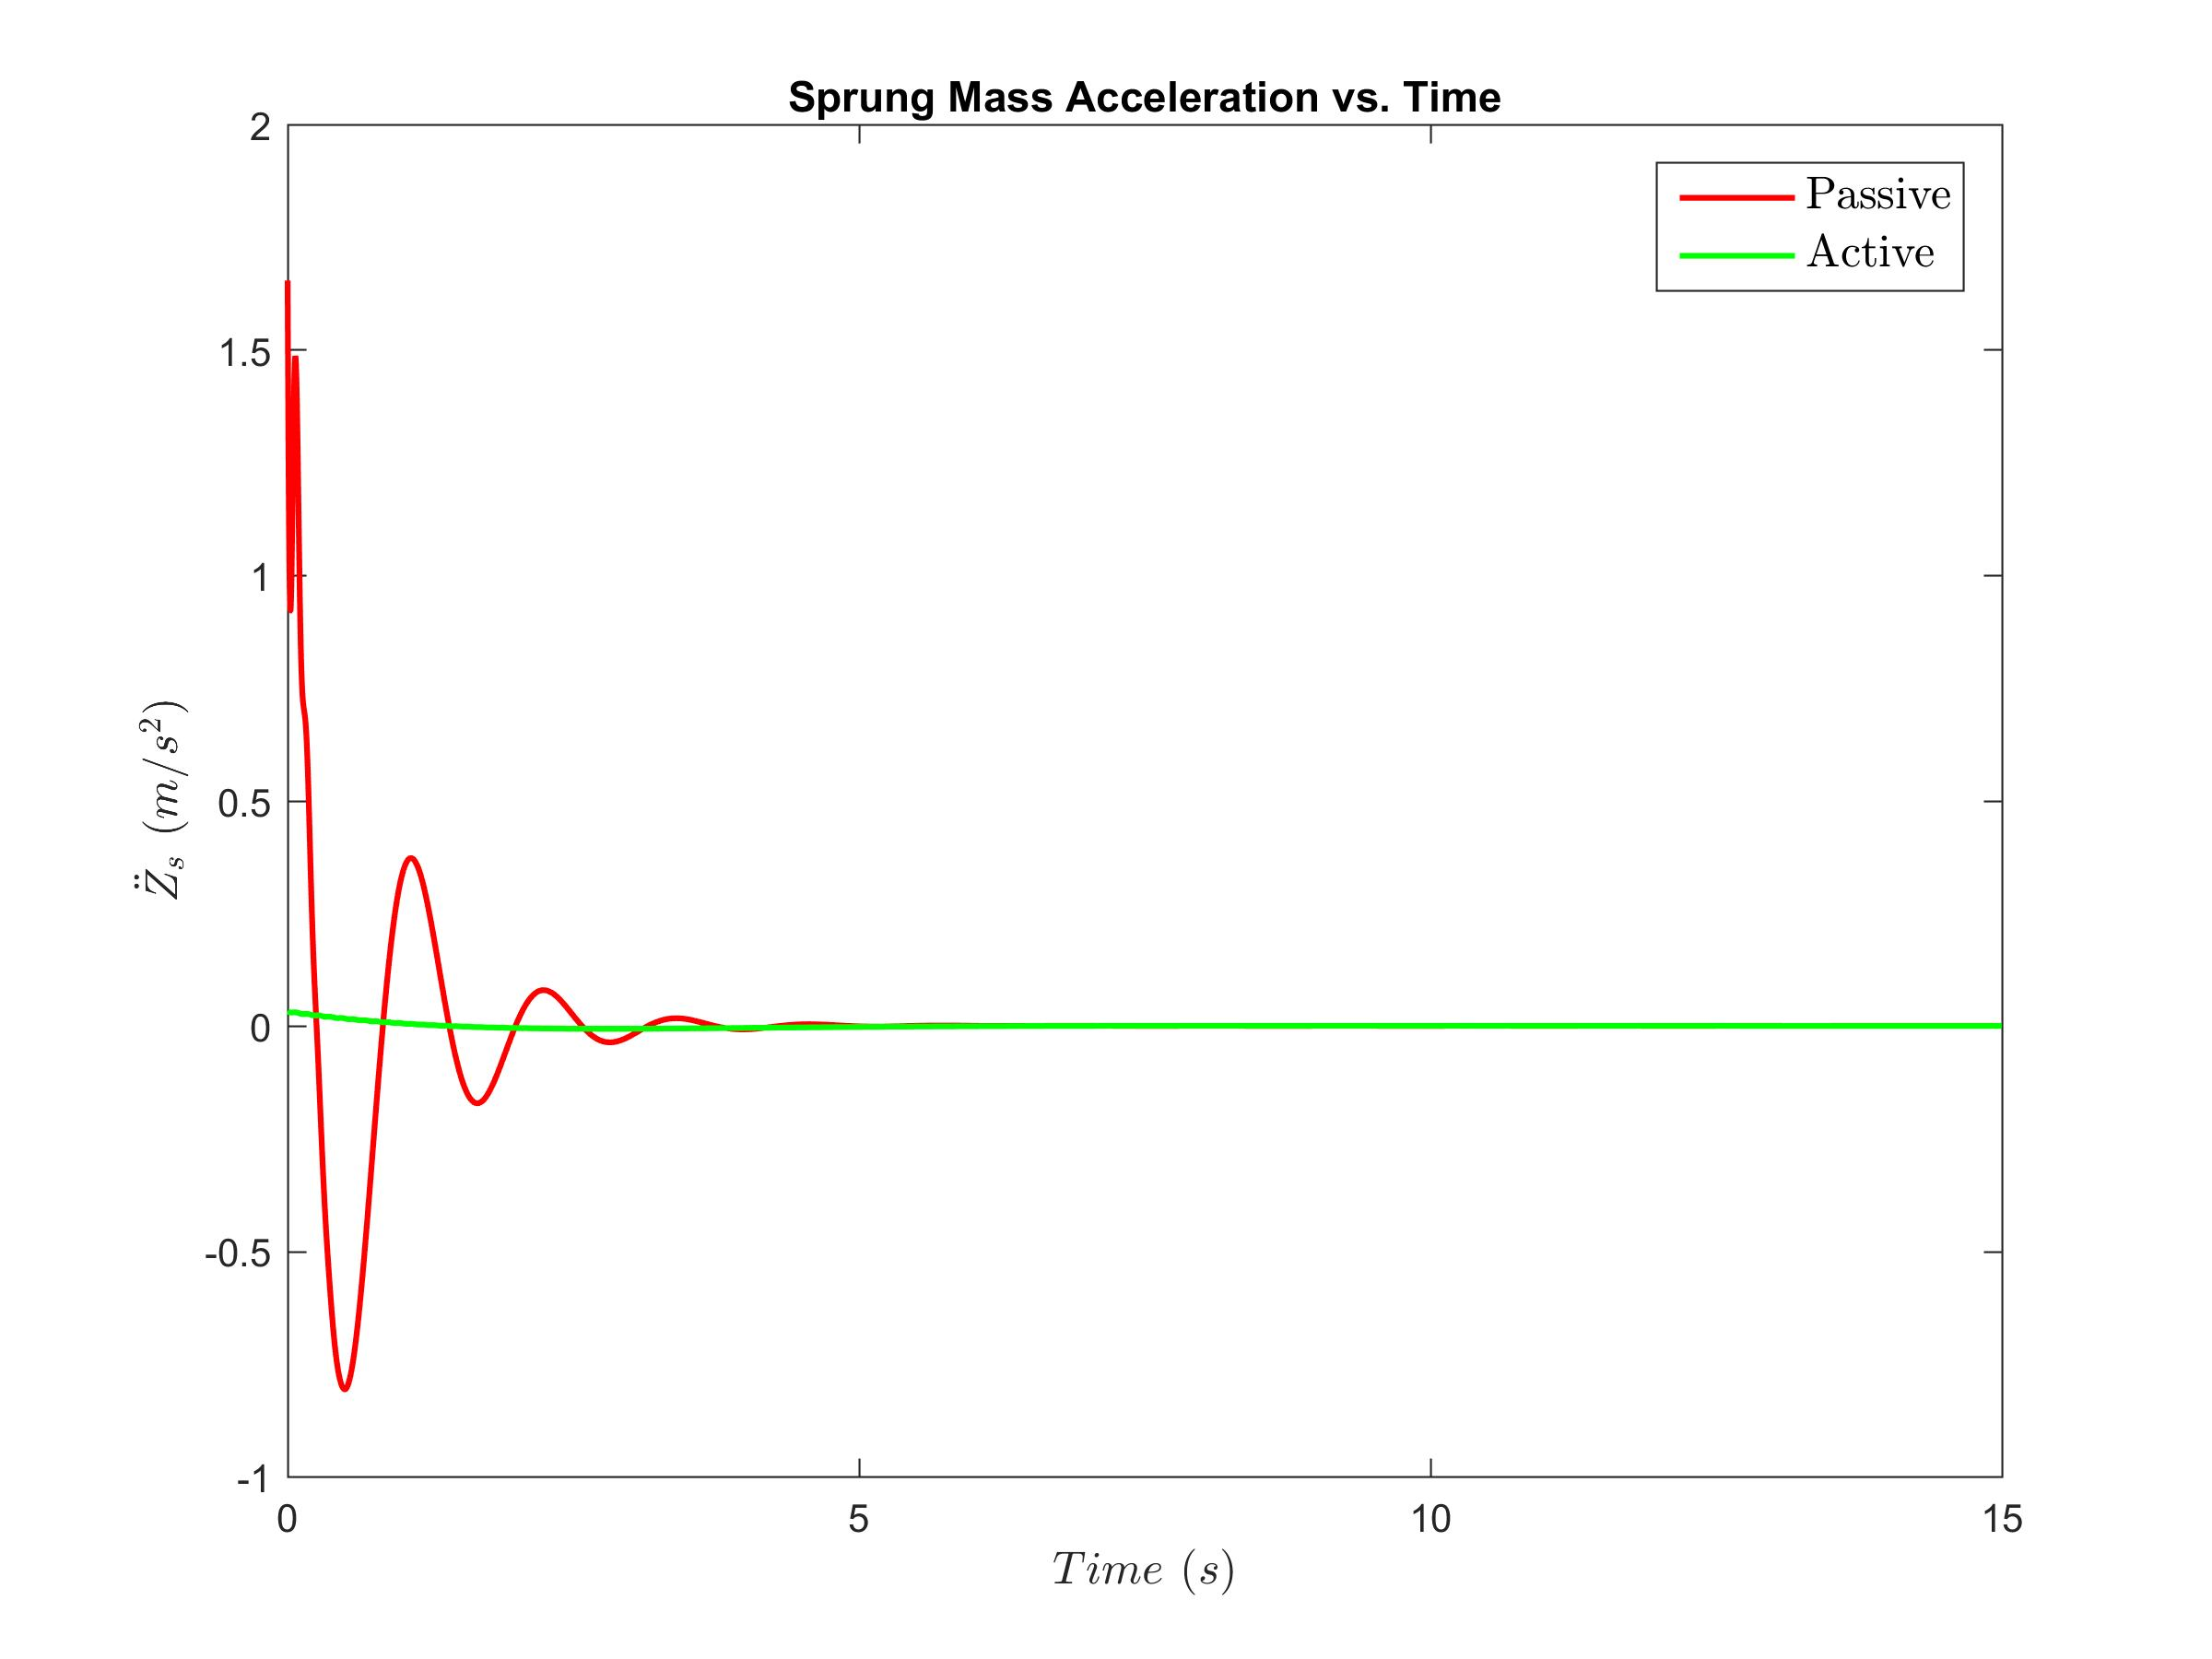 Sprung Mass Acceleration vs. Time
2
Passive
Active
1.5
1
0.5
0
-0.5
-1
Z̈ₛ (m/s²)
0 5 10 15
Time (s)